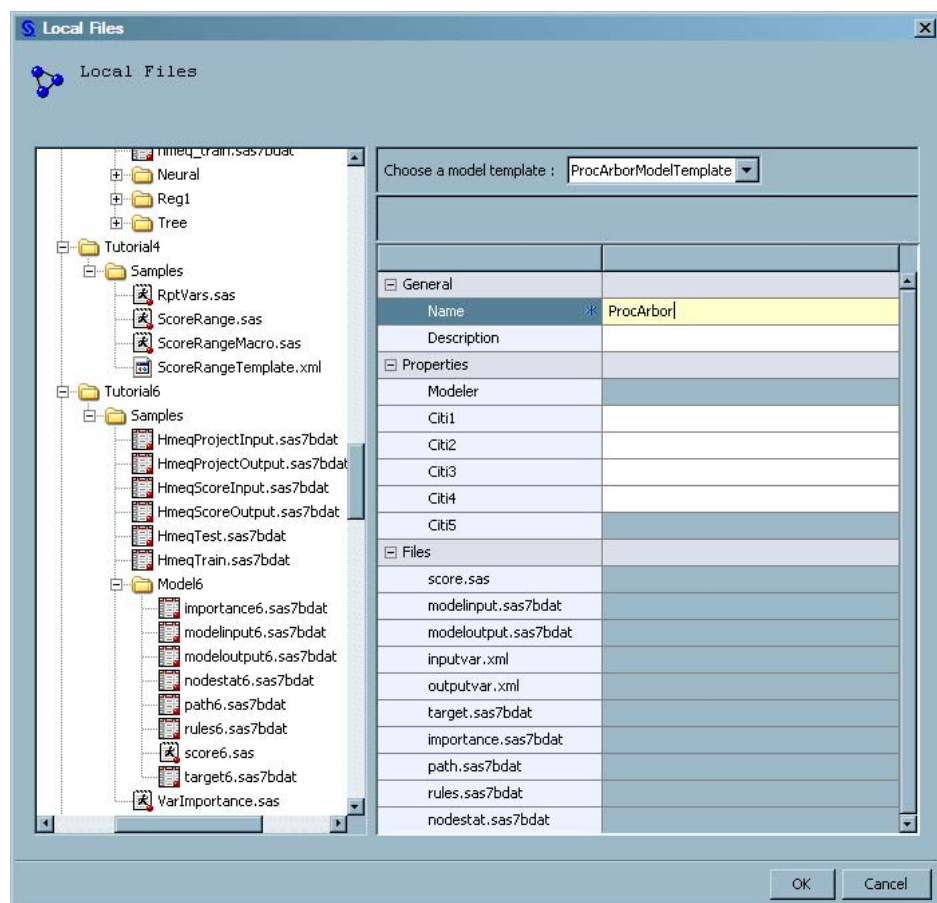 Local Files
Local Files
hmeq_train.sas7bdat
Neural
Reg1
Tree
Tutorial4
Samples
RptVars.sas
ScoreRange.sas
ScoreRangeMacro.sas
ScoreRangeTemplate.xml
Tutorial6
Samples
HmeqProjectInput.sas7bdat
HmeqProjectOutput.sas7bdat
HmeqScoreInput.sas7bdat
HmeqScoreOutput.sas7bdat
HmeqTest.sas7bdat
HmeqTrain.sas7bdat
Model6
importance6.sas7bdat
modelinput6.sas7bdat
modeloutput6.sas7bdat
nodestat6.sas7bdat
path6.sas7bdat
rules6.sas7bdat
score6.sas
target6.sas7bdat
VarImportance.sas
Choose a model template : ProcArborModelTemplate
General
Name ProcArbor
Description
Properties
Modeler
Citi1
Citi2
Citi3
Citi4
Citi5
Files
score.sas
modelinput.sas7bdat
modeloutput.sas7bdat
inputvar.xml
outputvar.xml
target.sas7bdat
importance.sas7bdat
path.sas7bdat
rules.sas7bdat
nodestat.sas7bdat
OK Cancel